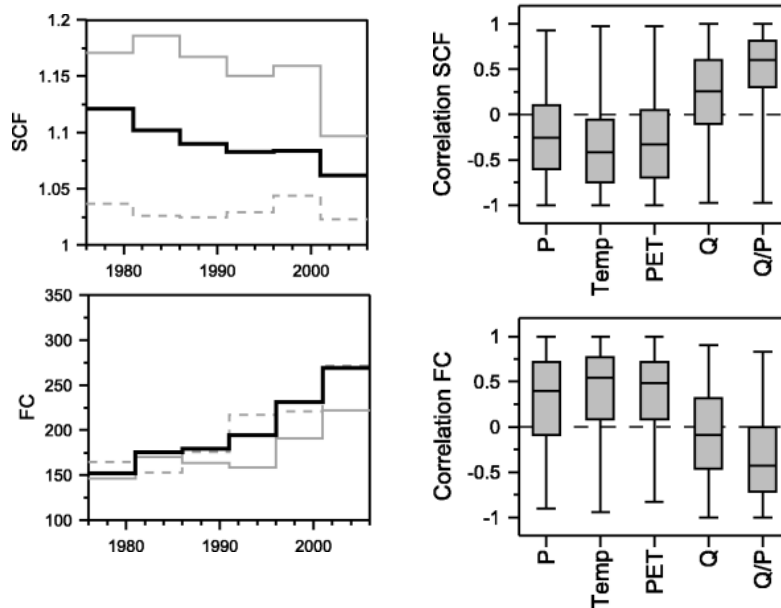 1.2
1.15
1.1
1.05
1
SCF
1980 1990 2000
1
0.5
0
-0.5
-1
Correlation SCF
P Temp PET Q Q/P
350
300
250
200
150
100
FC
1980 1990 2000
1
0.5
0
-0.5
-1
Correlation FC
P Temp PET Q Q/P